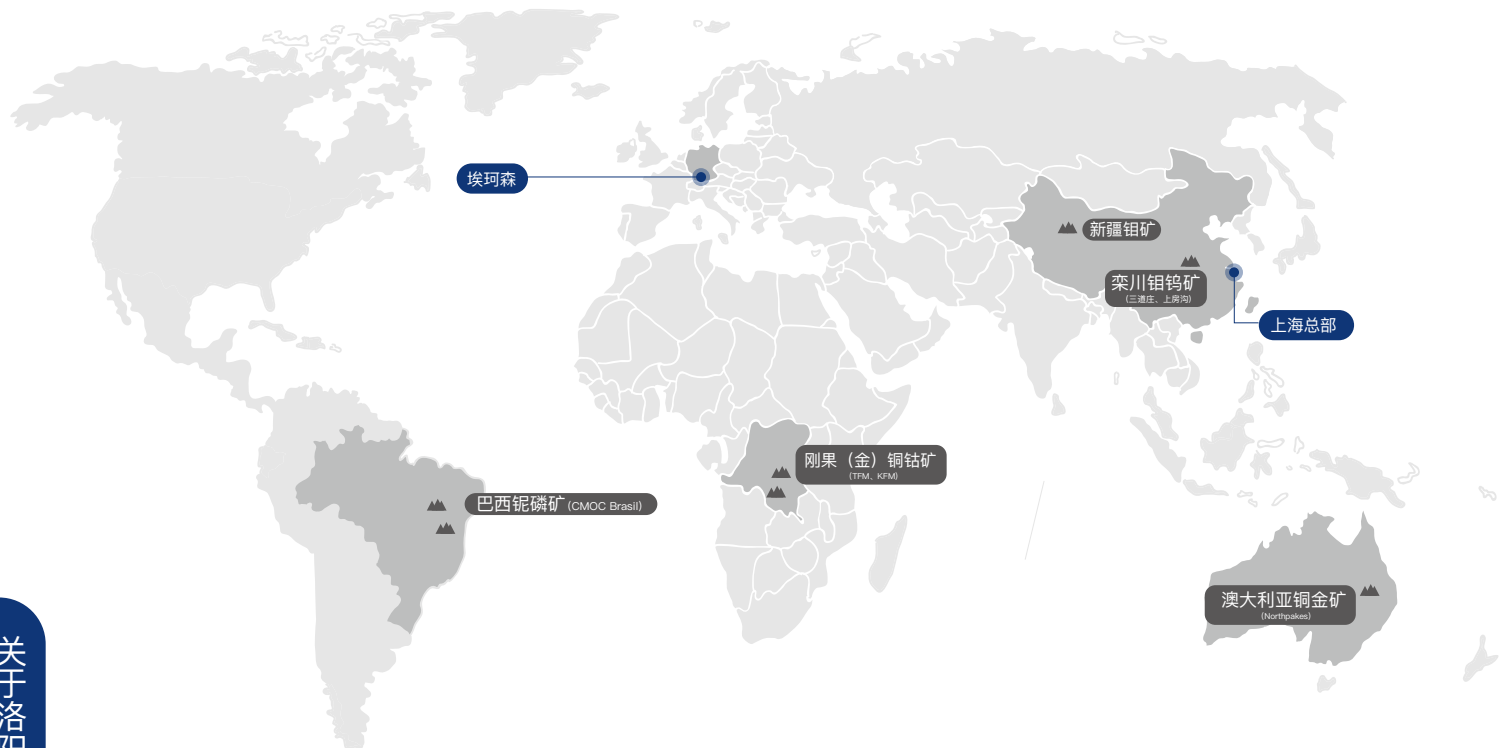 埃珂森
新疆钼矿
栾川钼钨矿
(三道庄、上房沟)
上海总部
刚果（金）铜钴矿
(TFM、KFM)
巴西铌磷矿(CMOC Brasil)
澳大利亚铜金矿
(Northpakes)
关于洛阳